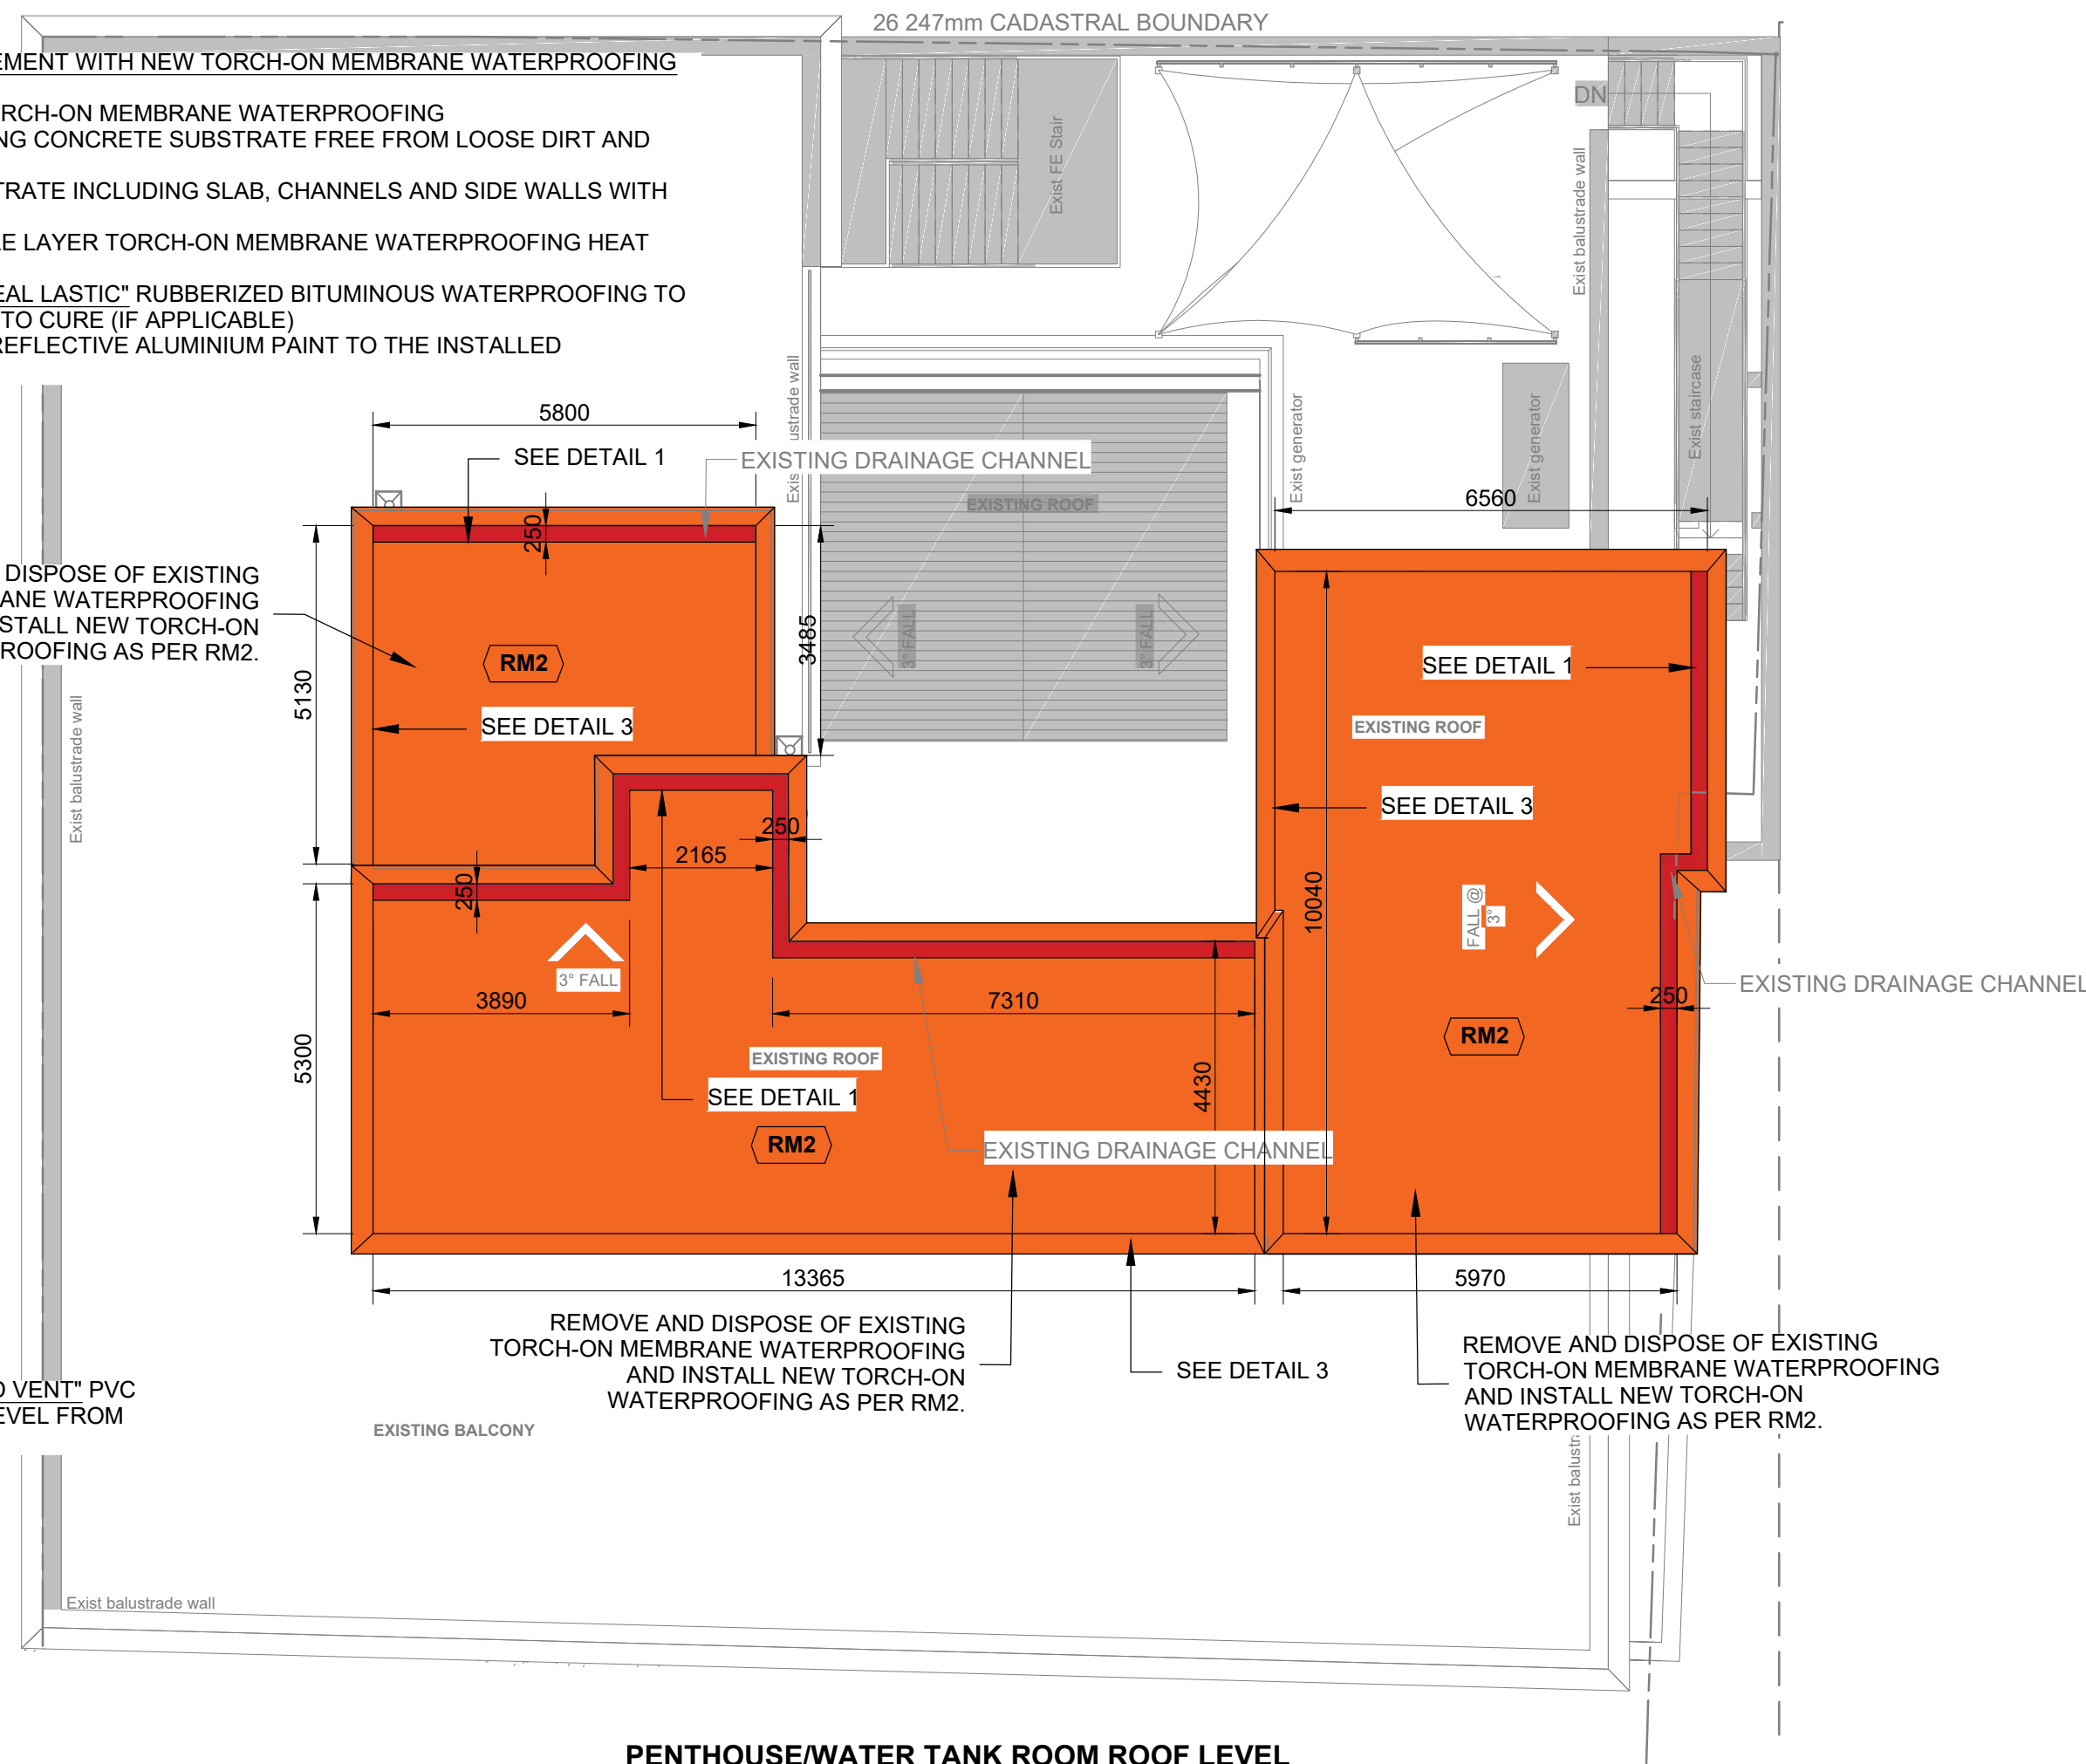 26 247mm CADASTRAL BOUNDARY
EMENT WITH NEW TORCH-ON MEMBRANE WATERPROOFING
RCH-ON MEMBRANE WATERPROOFING
NG CONCRETE SUBSTRATE FREE FROM LOOSE DIRT AND
TRATE INCLUDING SLAB, CHANNELS AND SIDE WALLS WITH
LE LAYER TORCH-ON MEMBRANE WATERPROOFING HEAT
EAL LASTIC" RUBBERIZED BITUMINOUS WATERPROOFING TO
TO CURE (IF APPLICABLE)
REFLECTIVE ALUMINIUM PAINT TO THE INSTALLED
Exist FE Stair
DN
Exist balustrade wall
Exist staircase
Exist generator
Exist generator
Exis
ustrade wall
5800
SEE DETAIL 1
EXISTING DRAINAGE CHANNEL
EXISTING ROOF
6560
250
DISPOSE OF EXISTING
ANE WATERPROOFING
STALL NEW TORCH-ON
ROOFING AS PER RM2.
3485
3° FALL
3° FALL
RM2
SEE DETAIL 1
5130
SEE DETAIL 3
EXISTING ROOF
Exist balustrade wall
SEE DETAIL 3
250
2165
250
10040
FALL @
3°
3° FALL
EXISTING DRAINAGE CHANNEL
3890
7310
250
5300
EXISTING ROOF
RM2
4430
SEE DETAIL 1
RM2
EXISTING DRAINAGE CHANNEL
13365
5970
REMOVE AND DISPOSE OF EXISTING
TORCH-ON MEMBRANE WATERPROOFING
AND INSTALL NEW TORCH-ON
WATERPROOFING AS PER RM2.
SEE DETAIL 3
REMOVE AND DISPOSE OF EXISTING
TORCH-ON MEMBRANE WATERPROOFING
AND INSTALL NEW TORCH-ON
WATERPROOFING AS PER RM2.
D VENT" PVC
EVEL FROM
EXISTING BALCONY
Exist balustra
Exist balustrade wall
PENTHOUSE/WATER TANK ROOM ROOF LEVEL